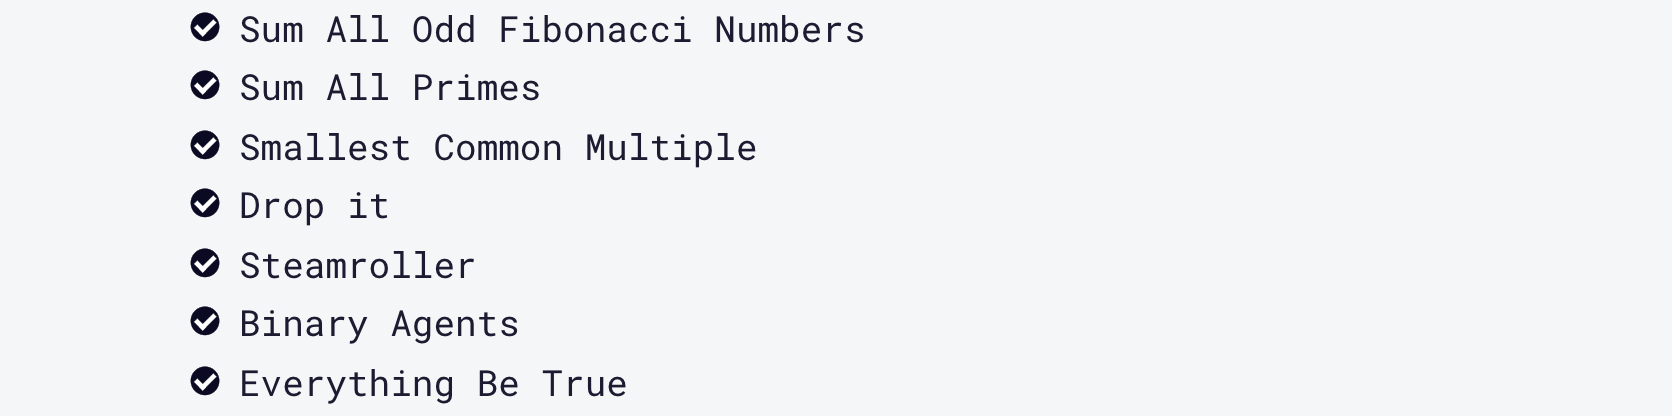 Sum All Odd Fibonacci Numbers
Sum All Primes
Smallest Common Multiple
Drop it
Steamroller
Binary Agents
Everything Be True